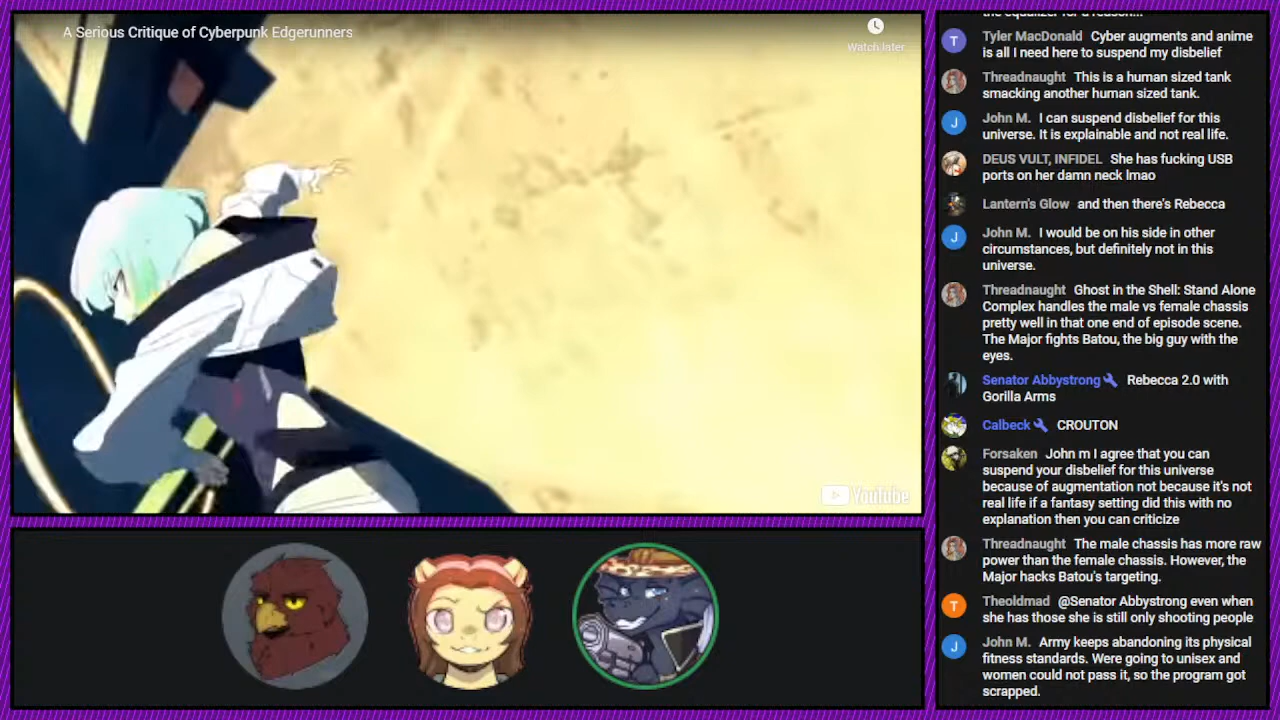 A Serious Critique of Cyberpunk Edgerunners
Watch later
YouTube
the equalizer for a reason...
T
Tyler MacDonald Cyber augments and anime
is all I need here to suspend my disbelief
Threadnaught This is a human sized tank
smacking another human sized tank.
J
John M. I can suspend disbelief for this
universe. It is explainable and not real life.
DEUS VULT, INFIDEL She has fucking USB
ports on her damn neck lmao
Lantern's Glow and then there's Rebecca
J
John M. I would be on his side in other
circumstances, but definitely not in this
universe.
Threadnaught Ghost in the Shell: Stand Alone
Complex handles the male vs female chassis
pretty well in that one end of episode scene.
The Major fights Batou, the big guy with the
eyes.
Senator Abbystrong Rebecca 2.0 with
Gorilla Arms
Calbeck CROUTON
Forsaken John m I agree that you can
suspend your disbelief for this universe
because of augmentation not because it's not
real life if a fantasy setting did this with no
explanation then you can criticize
Threadnaught The male chassis has more raw
power than the female chassis. However, the
Major hacks Batou's targeting.
T
Theoldmad @Senator Abbystrong even when
she has those she is still only shooting people
J
John M. Army keeps abandoning its physical
fitness standards. Were going to unisex and
women could not pass it, so the program got
scrapped.